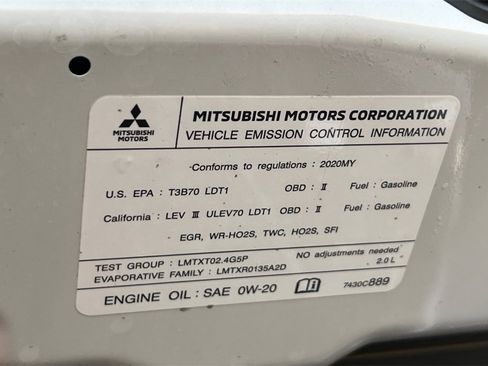 MITSUBISHI
MOTORS
MITSUBISHI MOTORS CORPORATION
VEHICLE EMISSION CONTROL INFORMATION
Conforms to regulations : 2020MY
U.S. EPA : T3B70 LDT1 OBD : Ⅱ Fuel : Gasoline
California : LEV Ⅲ ULEV70 LDT1 OBD : Ⅱ Fuel : Gasoline
EGR, WR-HO2S, TWC, HO2S, SFI
TEST GROUP : LMTXT02.4G5P NO adjustments needed
EVAPORATIVE FAMILY : LMTXR0135A2D 2.0 L
ENGINE OIL : SAE 0W-20 7430C889